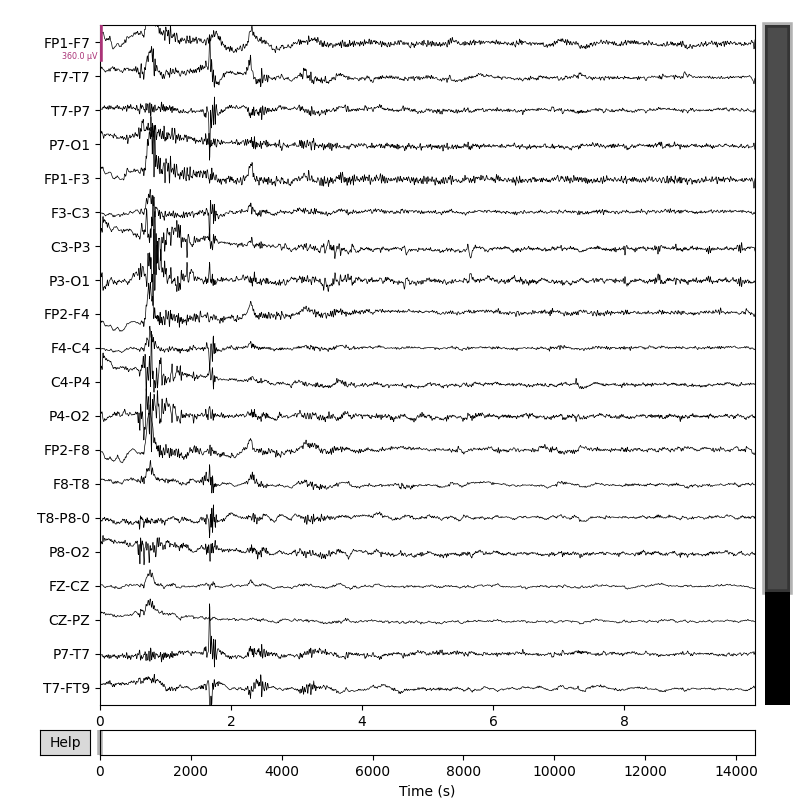 FP1-F7
360.0 µV
F7-T7
T7-P7
P7-O1
FP1-F3
F3-C3
C3-P3
P3-O1
FP2-F4
F4-C4
C4-P4
P4-O2
FP2-F8
F8-T8
T8-P8-0
P8-O2
FZ-CZ
CZ-PZ
P7-T7
T7-FT9
0 2 4 6 8
Help
0 2000 4000 6000 8000 10000 12000 14000
Time (s)